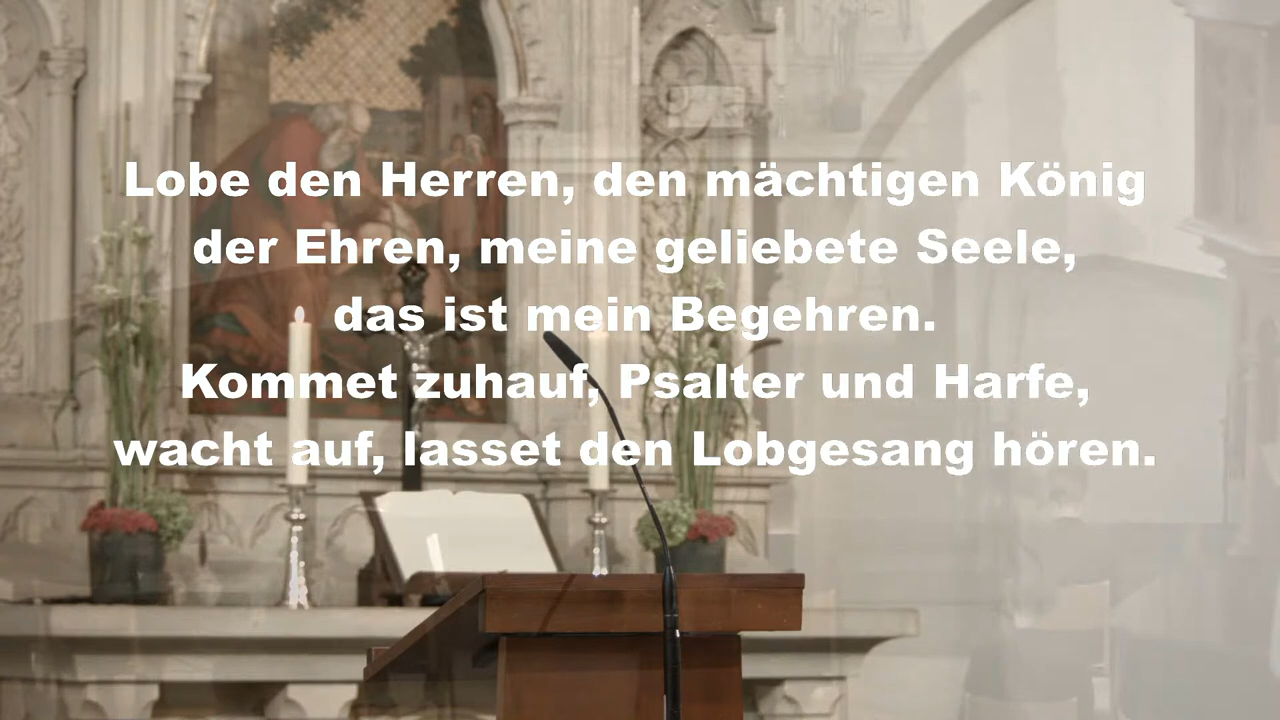 Lobe den Herren, den mächtigen König
der Ehren, meine geliebete Seele,
das ist mein Begehren.
Kommet zuhauf, Psalter und Harfe,
wacht auf, lasset den Lobgesang hören.